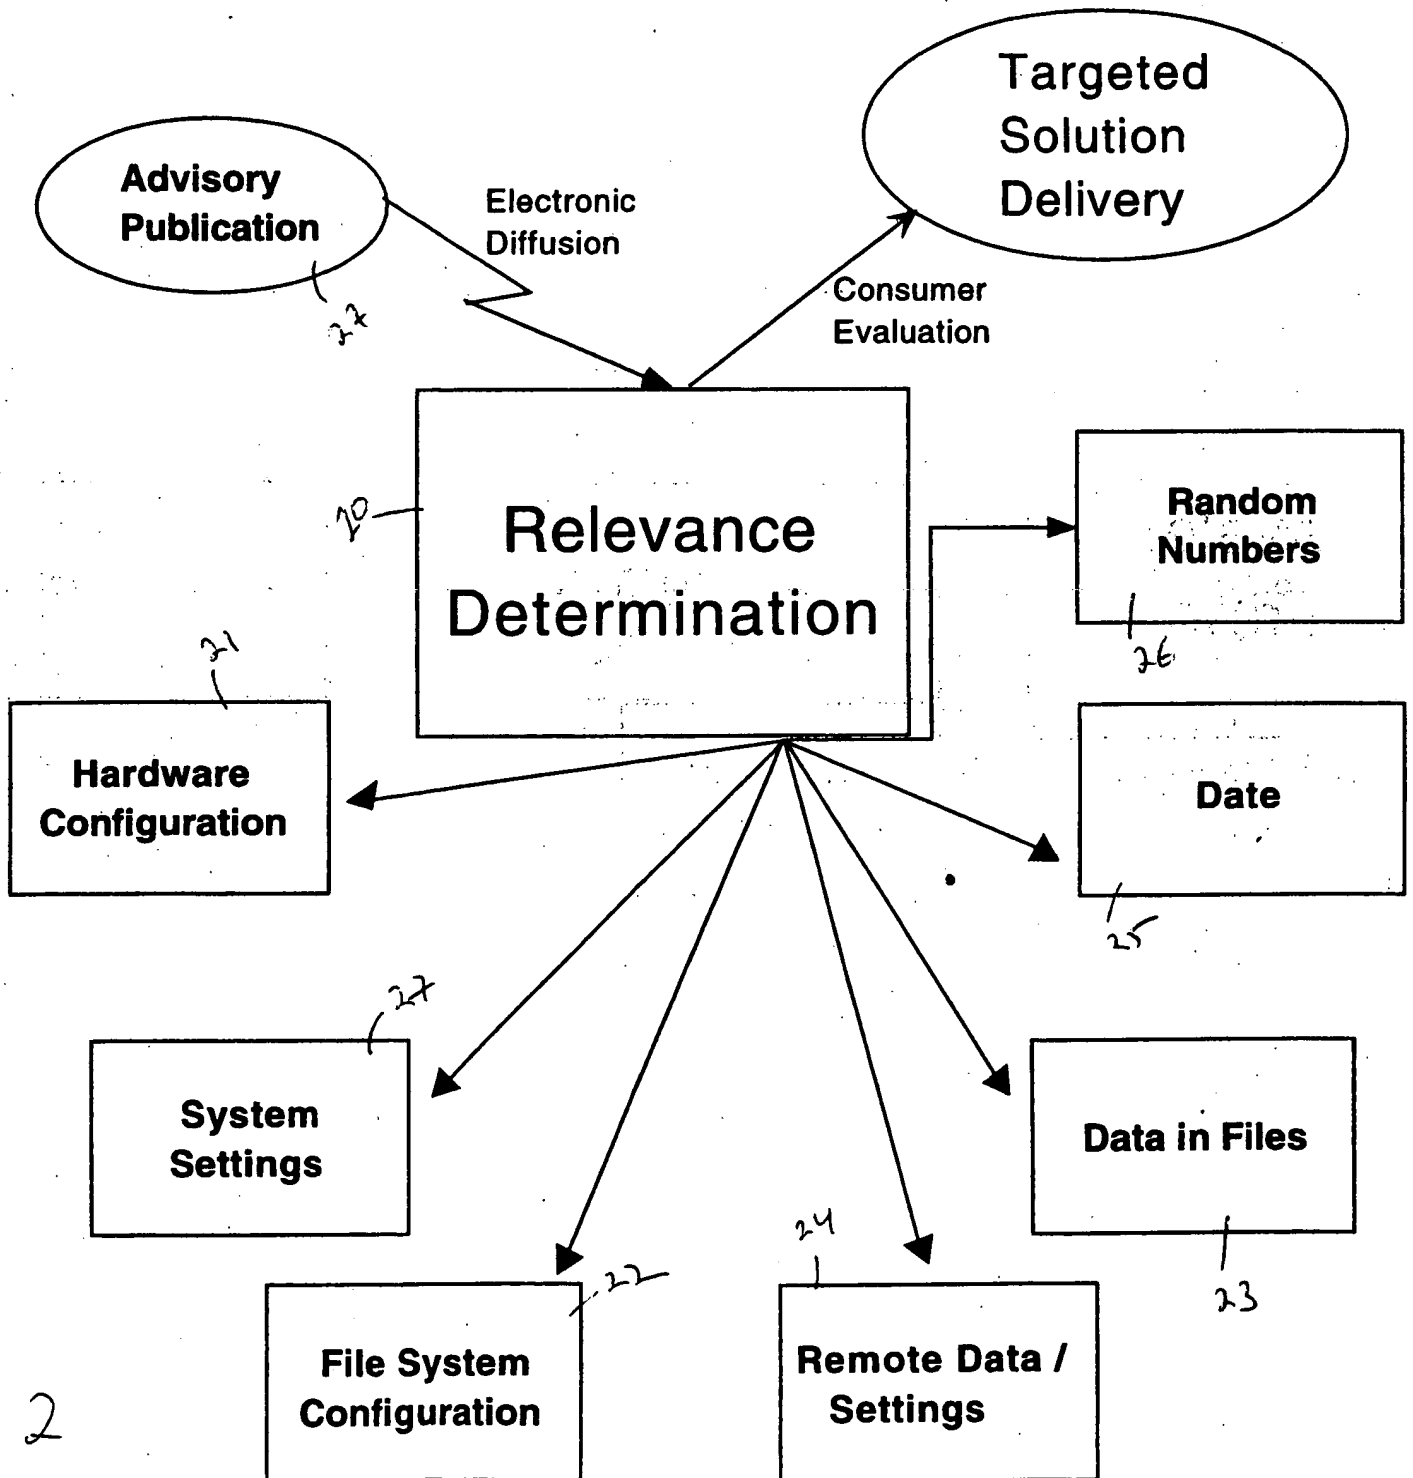 Targeted
Solution
Delivery
Advisory
Publication
Electronic
Diffusion
27
Consumer
Evaluation
20
Relevance
Determination
Random
Numbers
26
21
Hardware
Configuration
Date
25
27
System
Settings
Data in Files
23
22
File System
Configuration
24
Remote Data /
Settings
2